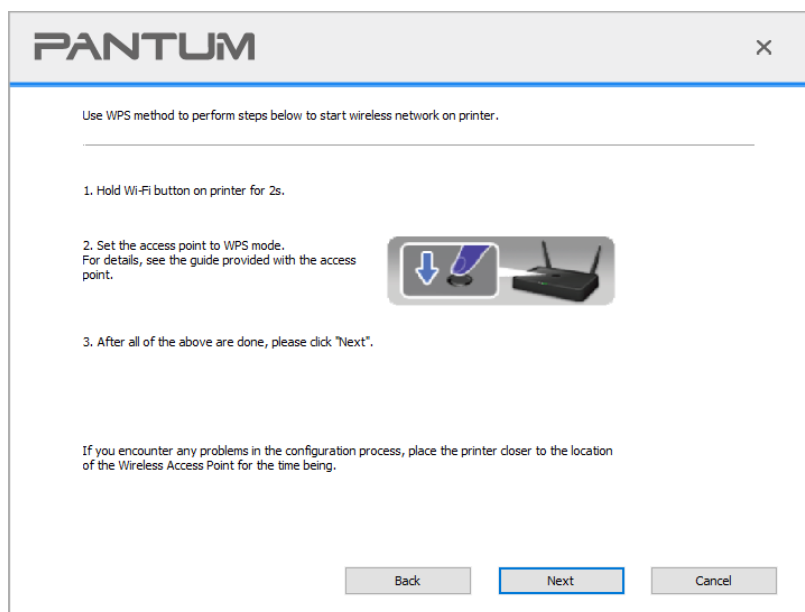 PANTUM
Use WPS method to perform steps below to start wireless network on printer.
1. Hold Wi-Fi button on printer for 2s.
2. Set the access point to WPS mode.
For details, see the guide provided with the access
point.
3. After all of the above are done, please click "Next".
If you encounter any problems in the configuration process, place the printer closer to the location
of the Wireless Access Point for the time being.
Back Next Cancel